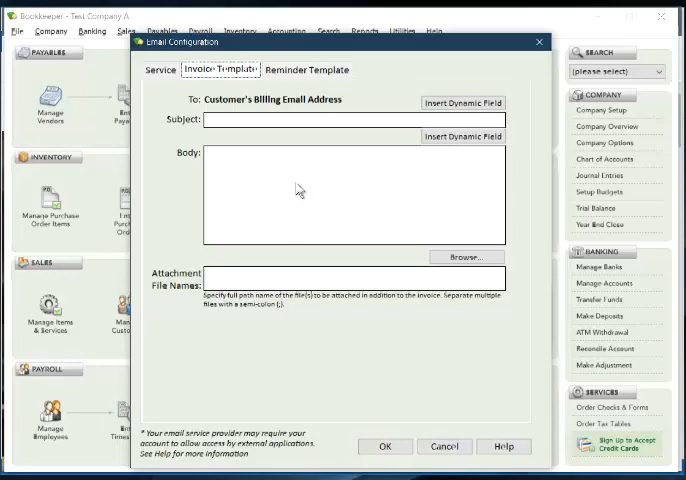 Bookkeeper - Test Company A
File Company Banking Sales Payables Payroll Inventory Accounting Search Reports Utilities Help
Email Configuration
Service Invoice Template Reminder Template
To: Customer's Billing Email Address
Insert Dynamic Field
Subject:
Insert Dynamic Field
Body:
Browse...
Attachment
File Names:
Specify full path name of the file(s) to be attached in addition to the invoice. Separate multiple
files with a semi-colon (;).
* Your email service provider may require your
account to allow access by external applications.
See Help for more information
OK Cancel Help
PAYABLES
Manage
Vendors
INVENTORY
Manage Purchase
Order Items
SALES
Manage Items
& Services
PAYROLL
Manage
Employees
SEARCH
(please select)
COMPANY
Company Setup
Company Overview
Company Options
Chart of Accounts
Journal Entries
Setup Budgets
Trial Balance
Year End Close
BANKING
Manage Banks
Manage Accounts
Transfer Funds
Make Deposits
ATM Withdrawal
Reconcile Account
Make Adjustment
SERVICES
Order Checks & Forms
Order Tax Tables
Sign Up to Accept
Credit Cards